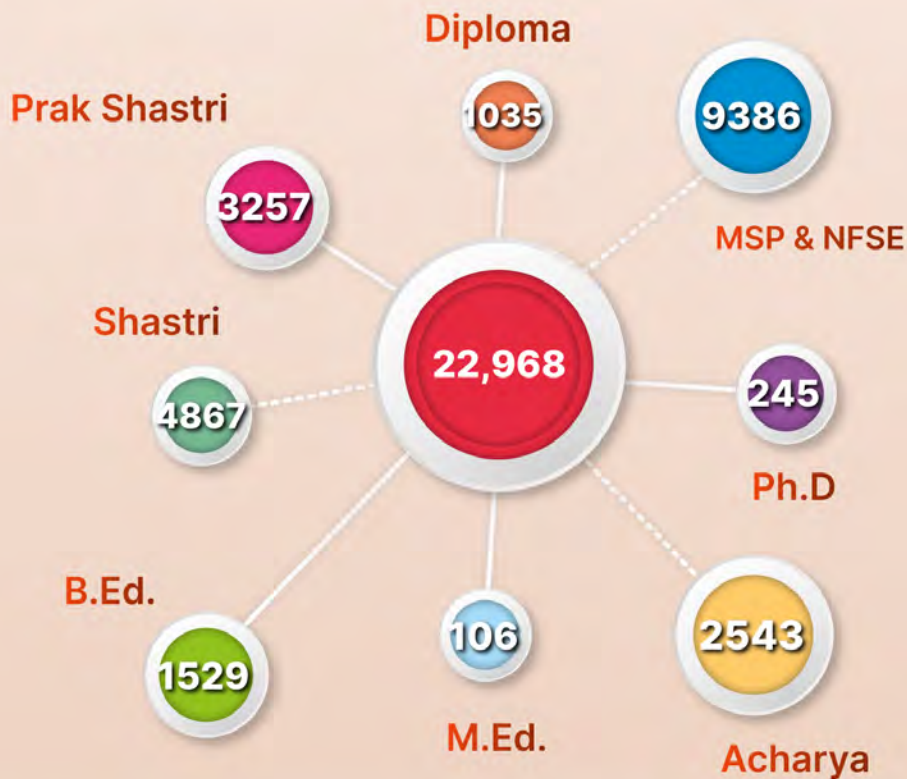 Diploma
1035
9386
MSP & NFSE
Prak Shastri
3257
Shastri
4867
22,968
245
Ph.D
B.Ed.
1529
106
M.Ed.
2543
Acharya